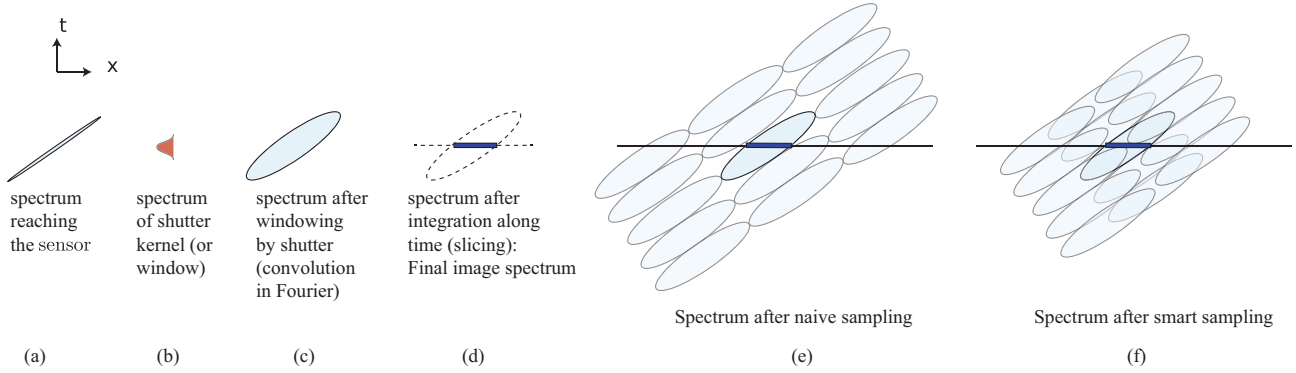 t
x
spectrum
reaching
the sensor
spectrum
of shutter
kernel (or
window)
spectrum after
windowing
by shutter
(convolution
in Fourier)
spectrum after
integration along
time (slicing):
Final image spectrum
Spectrum after naive sampling
Spectrum after smart sampling
(a)
(b)
(c)
(d)
(e)
(f)